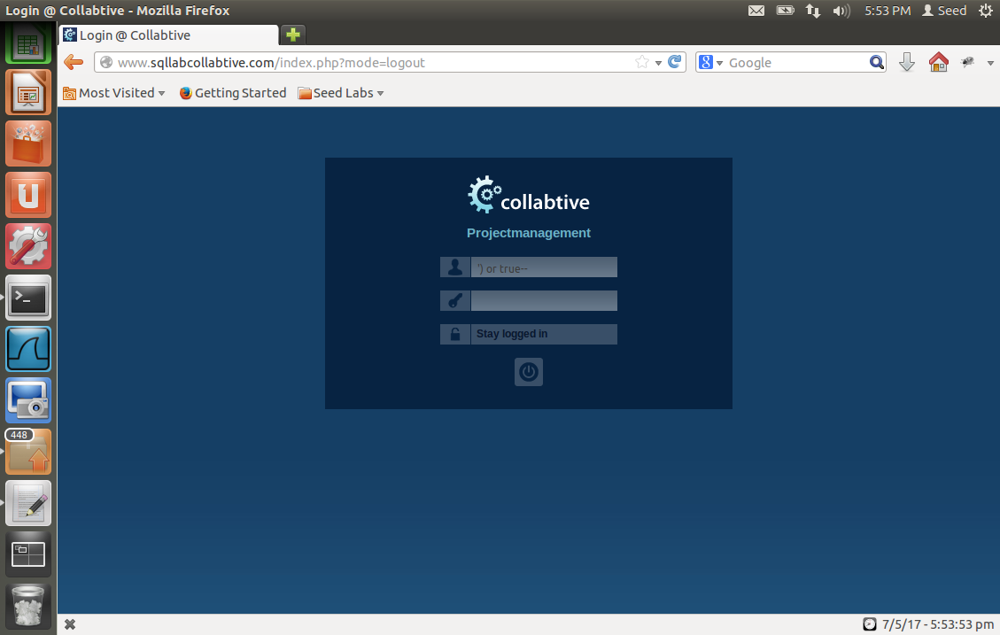 Login @ Collabtive - Mozilla Firefox
5:53 PM
Seed
Login @ Collabtive
www.sqllabcollabtive.com/index.php?mode=logout
8
Google
Most Visited
Getting Started
Seed Labs
collabtive
Projectmanagement
') or true--
Stay logged in
>_
U
448
7/5/17 - 5:53:53 pm